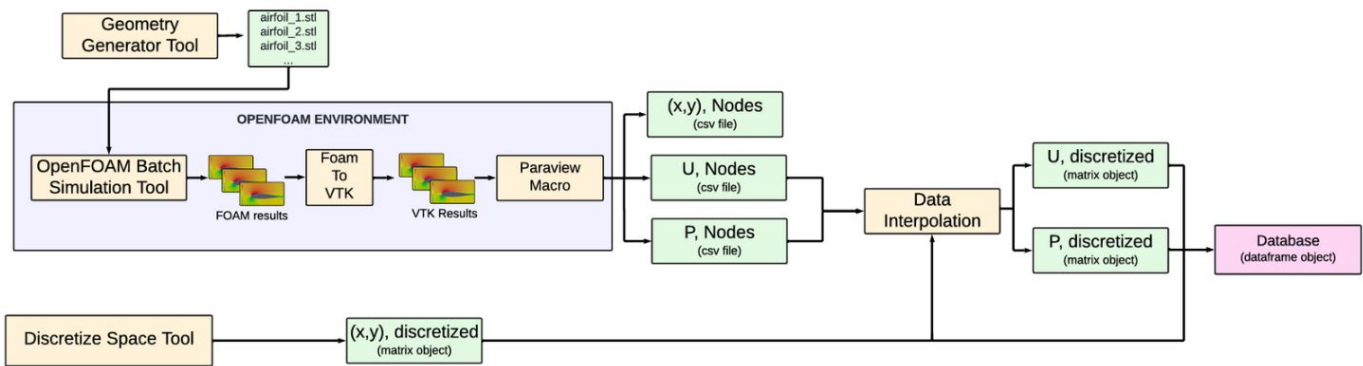 Geometry
Generator Tool
airfoil_1.stl
airfoil_2.stl
airfoil_3.stl
...
OPENFOAM ENVIRONMENT
OpenFOAM Batch
Simulation Tool
FOAM results
Foam
To
VTK
VTK Results
Paraview
Macro
(x,y), Nodes
(csv file)
U, Nodes
(csv file)
P, Nodes
(csv file)
Data
Interpolation
U, discretized
(matrix object)
P, discretized
(matrix object)
Database
(dataframe object)
Discretize Space Tool
(x,y), discretized
(matrix object)